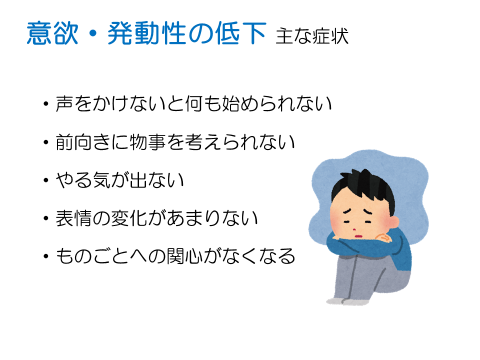 意欲・発動性の低下 主な症状
・声をかけないと何も始められない
・前向きに物事を考えられない
・やる気が出ない
・表情の変化があまりない
・ものごとへの関心がなくなる